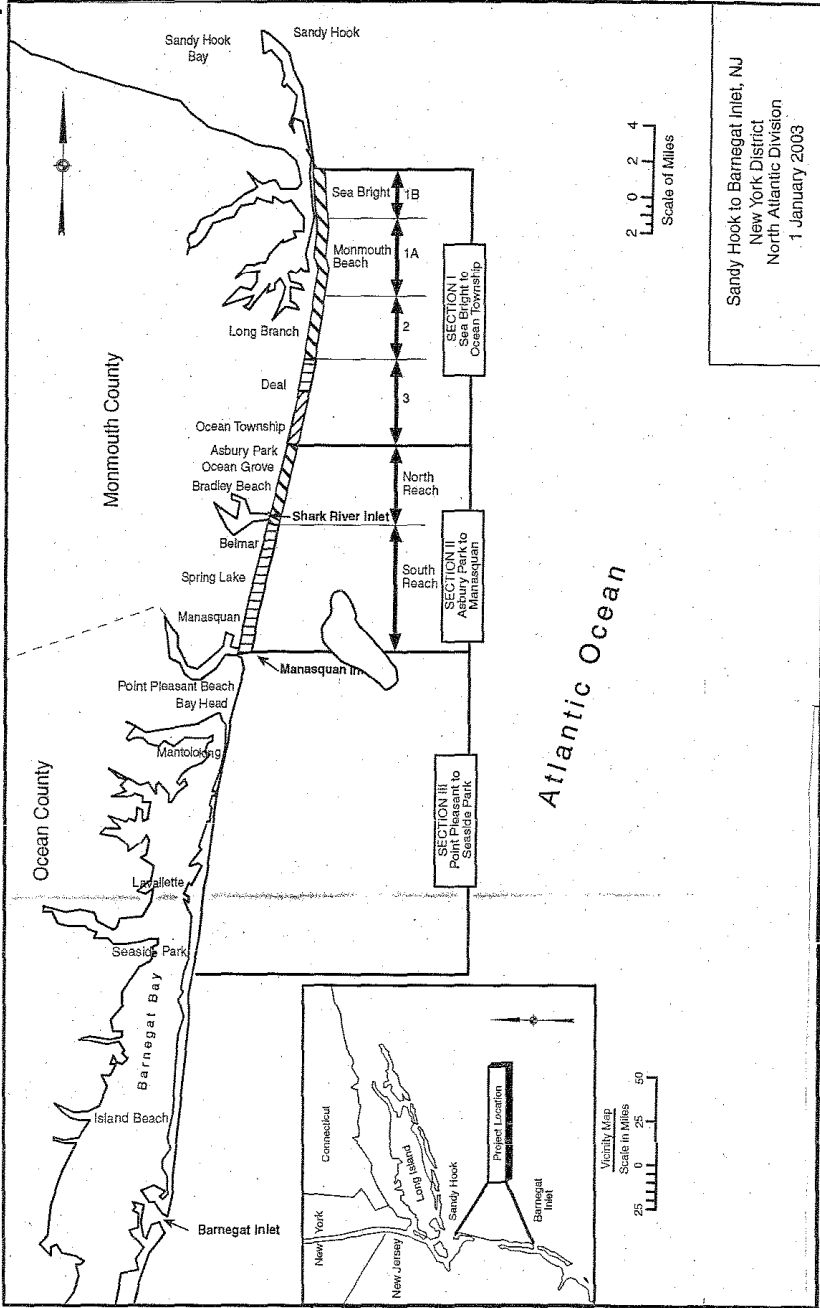 Sandy Hook
Bay
Sandy Hook
Sea Bright
1B
Monmouth
Beach
1A
Long Branch
2
Deal
3
Ocean Township
Asbury Park
Ocean Grove
Bradley Beach
North
Reach
Shark River Inlet
Belmar
Spring Lake
South
Reach
Manasquan
Manasquan In
Point Pleasant Beach
Bay Head
Mantoloking
Lavallette
Seaside Park
Barnegat Bay
Island Beach
Barnegat Inlet
Monmouth County
Ocean County
Atlantic Ocean
SECTION I
Sea Bright to
Ocean Township
SECTION II
Asbury Park to
Manasquan
SECTION III
Point Pleasant to
Seaside Park
2 0 2 4
Scale of Miles
Sandy Hook to Barnegat Inlet, NJ
New York District
North Atlantic Division
1 January 2003
Connecticut
New York
Long Island
New Jersey
Sandy Hook
Project Location
Barnegat
Inlet
Vicinity Map
Scale in Miles
25 0 25 50